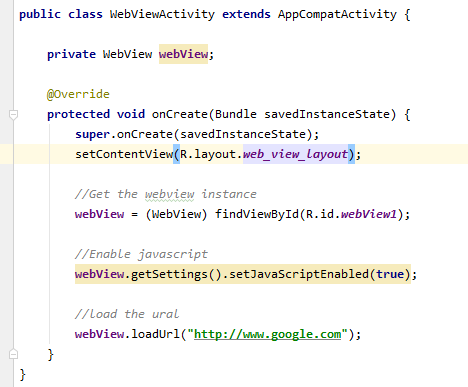 public class WebViewActivity extends AppCompatActivity {
private WebView webView;
@Override
protected void onCreate(Bundle savedInstanceState) {
super.onCreate(savedInstanceState);
setContentView(R.layout.web_view_layout);
//Get the webview instance
webView = (WebView) findViewById(R.id.webView1);
//Enable javascript
webView.getSettings().setJavaScriptEnabled(true);
//load the ural
webView.loadUrl("http://www.google.com");
}
}